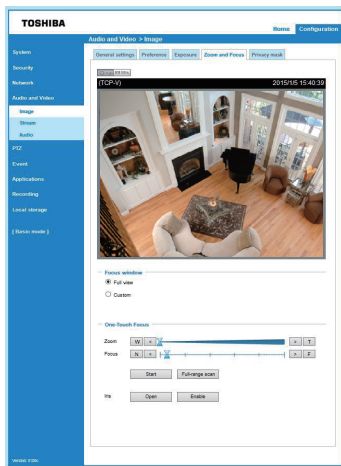 TOSHIBA
Home Configuration
Audio and Video > Image
System
Security
Network
Audio and Video
Image
Stream
Audio
PTZ
Event
Applications
Recording
Local storage
[ Basic mode ]
General settings Preference Exposure Zoom and Focus Privacy mask
(TCP-V) 2015/1/5 15:40:39
Focus window
Full view
Custom
One-Touch Focus
Zoom W < > T
Focus N < > F
Start Full-range scan
Iris Open Enable